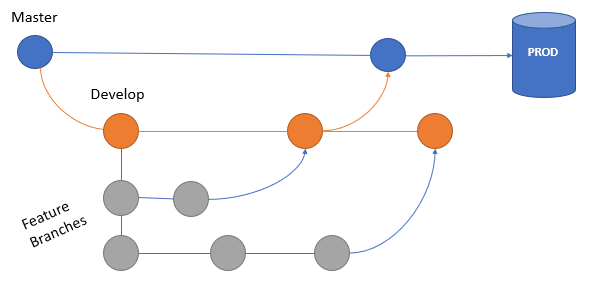 Master
PROD
Develop
Feature
Branches